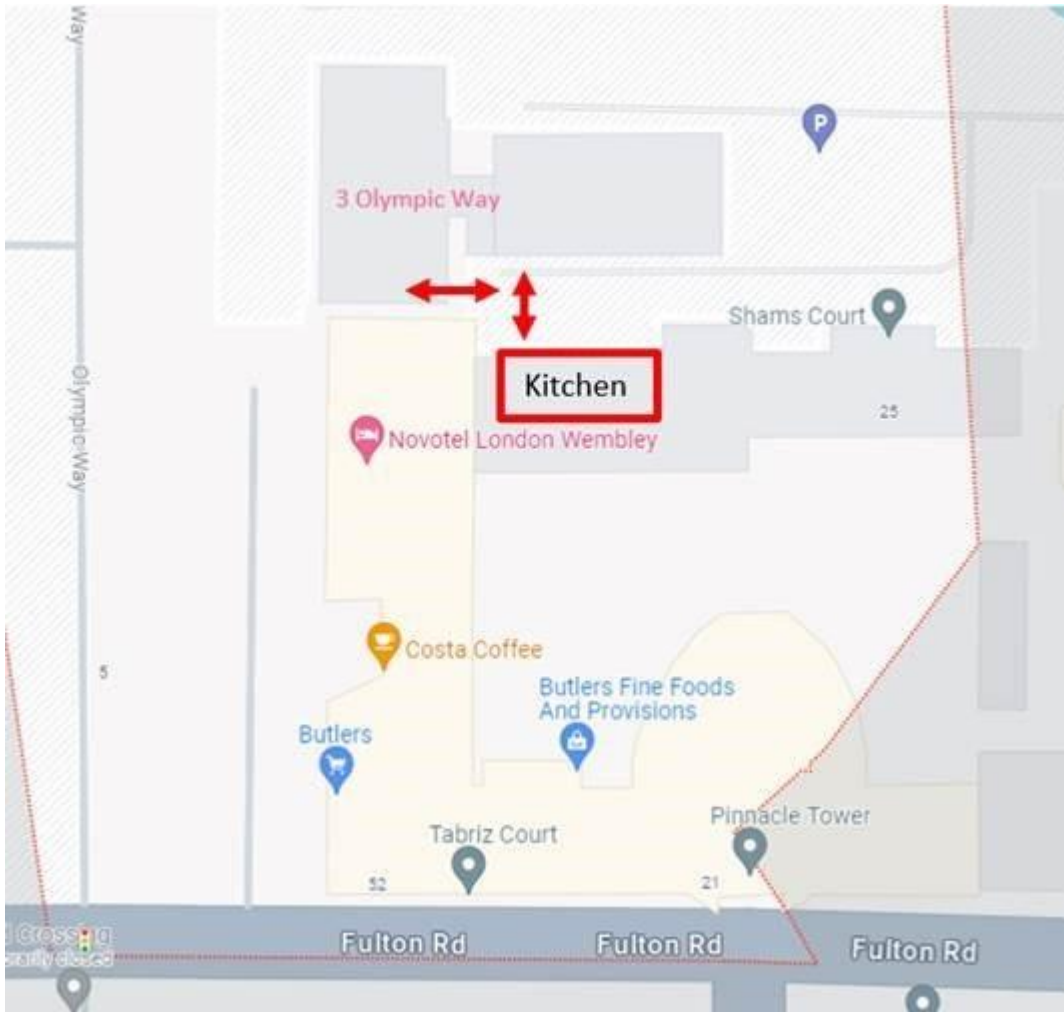 Way
P
3 Olympic Way
Shams Court
Kitchen
25
Olympic Way
Novotel London Wembley
Costa Coffee
5
Butlers Fine Foods
And Provisions
Butlers
Pinnacle Tower
Tabriz Court
52
21
Crossing
closed
Fulton Rd
Fulton Rd
Fulton Rd